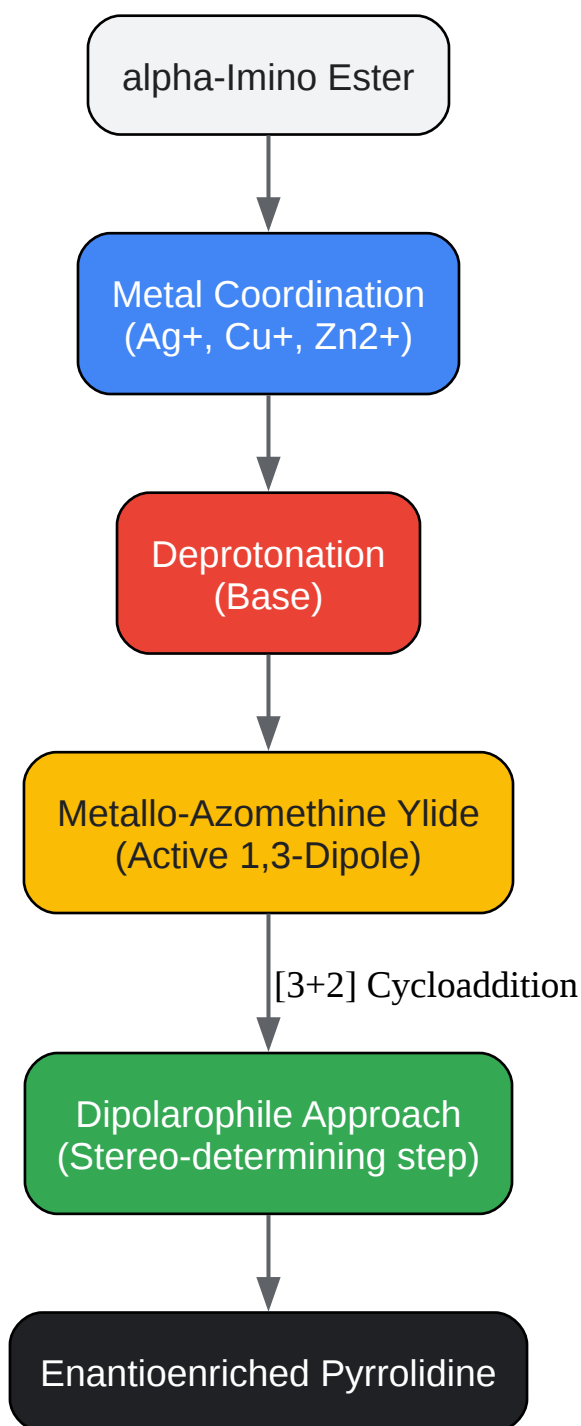 alpha-Imino Ester
Metal Coordination
(Ag+, Cu+, Zn2+)
Deprotonation
(Base)
Metallo-Azomethine Ylide
(Active 1,3-Dipole)
[3+2] Cycloaddition
Dipolarophile Approach
(Stereo-determining step)
Enantioenriched Pyrrolidine